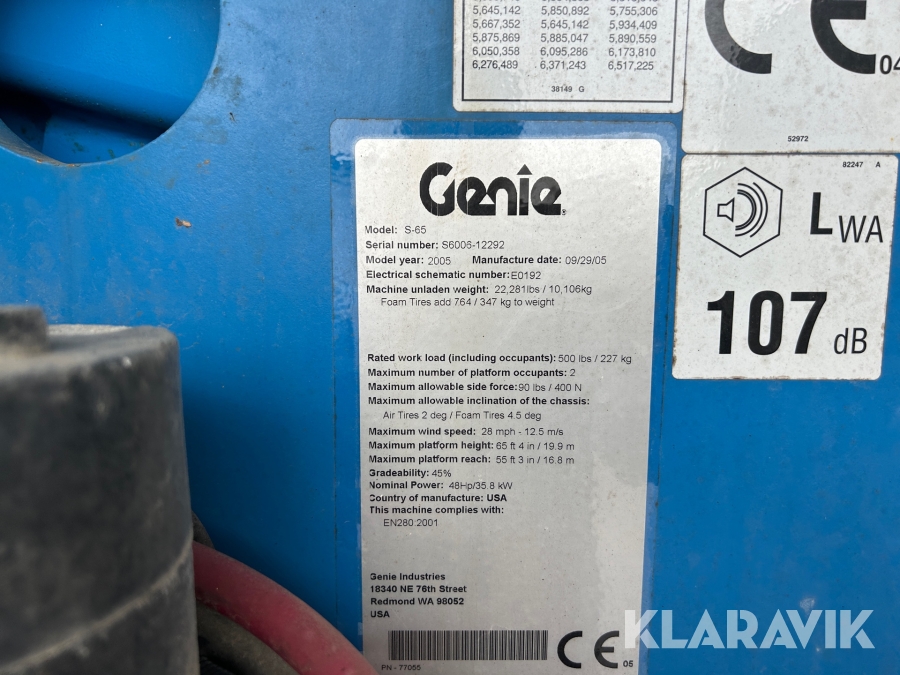 5,645,142 5,850,892 5,755,306
5,667,352 5,645,142 5,934,409
5,875,869 5,885,047 5,890,559
6,050,358 6,095,286 6,173,810
6,276,489 6,371,243 6,517,225
38149 G
CE 04
52972
82247 A
LWA
107 dB
Genie
Model: S-65
Serial number: S6006-12292
Model year: 2005 Manufacture date: 09/29/05
Electrical schematic number: E0192
Machine unladen weight: 22,281lbs / 10,106kg
Foam Tires add 764 / 347 kg to weight
Rated work load (including occupants): 500 lbs / 227 kg
Maximum number of platform occupants: 2
Maximum allowable side force: 90 lbs / 400 N
Maximum allowable inclination of the chassis:
Air Tires 2 deg / Foam Tires 4.5 deg
Maximum wind speed: 28 mph - 12.5 m/s
Maximum platform height: 65 ft 4 in / 19.9 m
Maximum platform reach: 55 ft 3 in / 16.8 m
Gradeability: 45%
Nominal Power: 48Hp/35.8 kW
Country of manufacture: USA
This machine complies with:
EN280:2001
Genie Industries
18340 NE 76th Street
Redmond WA 98052
USA
PN - 77055
CE 05
KLARAVIK